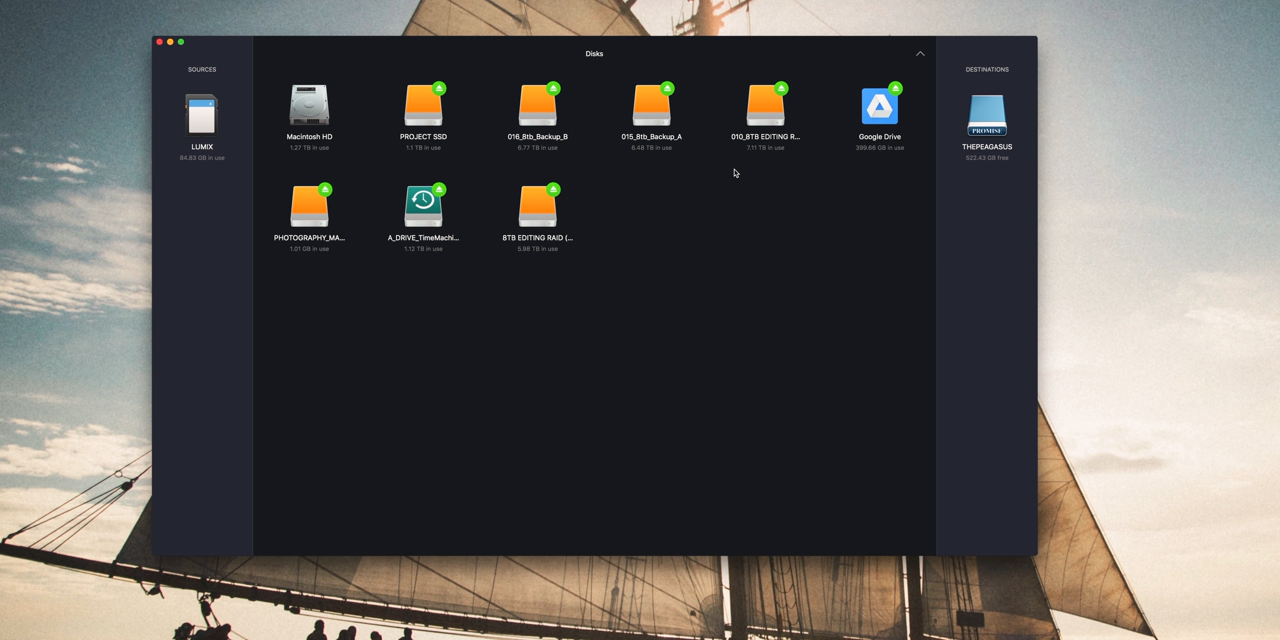 Disks
SOURCES
LUMIX
84.83 GB in use
Macintosh HD
1.27 TB in use
PROJECT SSD
1.1 TB in use
016_8tb_Backup_B
6.77 TB in use
015_8tb_Backup_A
6.48 TB in use
010_8TB EDITING R...
7.11 TB in use
Google Drive
399.66 GB in use
PHOTOGRAPHY_MA...
1.01 GB in use
A_DRIVE_TimeMachi...
1.12 TB in use
8TB EDITING RAID (...
5.98 TB in use
DESTINATIONS
PROMISE
THEPEAGASUS
522.43 GB free